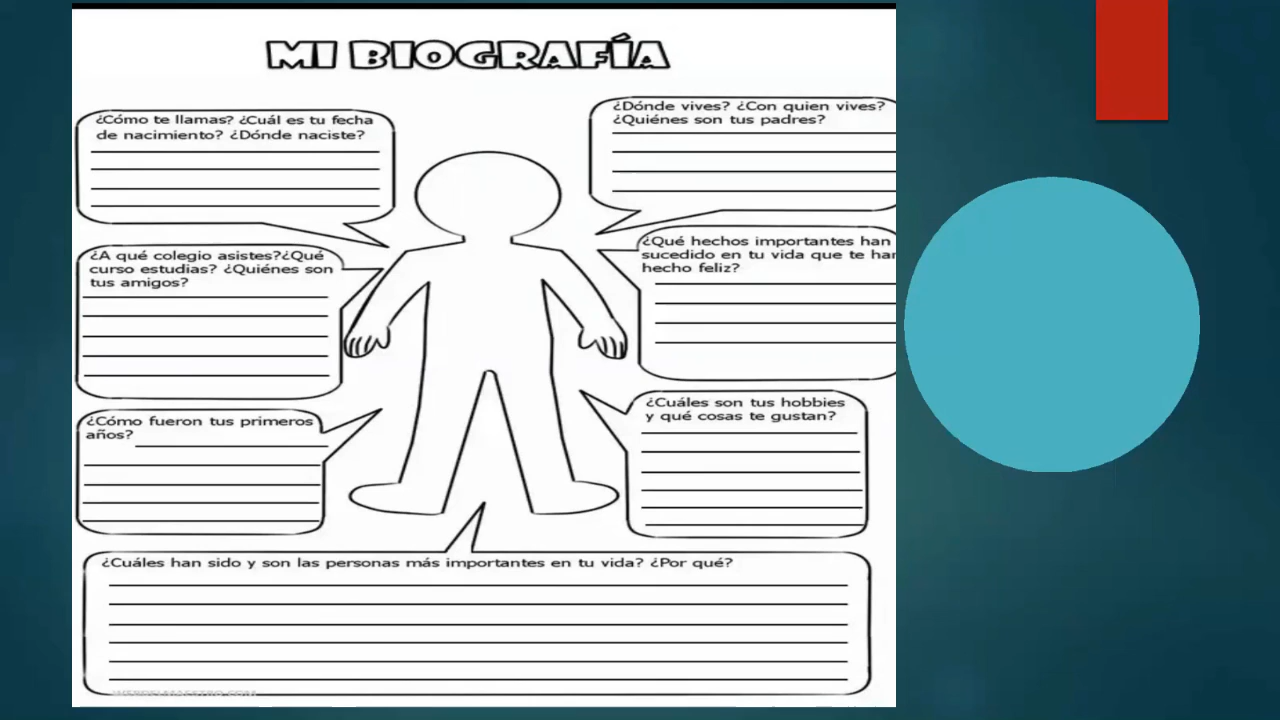 MI BIOGRAFÍA
¿Cómo te llamas? ¿Cuál es tu fecha
de nacimiento? ¿Dónde naciste?
¿Dónde vives? ¿Con quien vives?
¿Quiénes son tus padres?
¿A qué colegio asistes?¿Qué
curso estudias? ¿Quiénes son
tus amigos?
¿Qué hechos importantes han
sucedido en tu vida que te han
hecho feliz?
¿Cómo fueron tus primeros
años?
¿Cuáles son tus hobbies
y qué cosas te gustan?
¿Cuáles han sido y son las personas más importantes en tu vida? ¿Por qué?